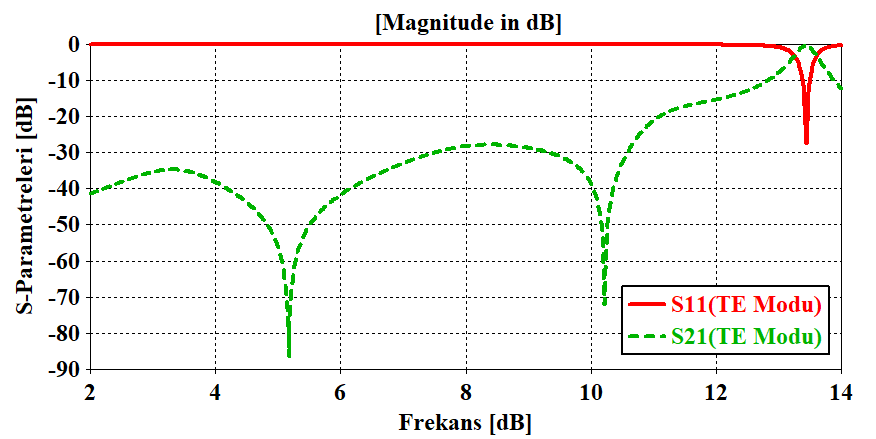 [Magnitude in dB]
S-Parametreleri [dB]
0
-10
-20
-30
-40
-50
-60
-70
-80
-90
S11(TE Modu)
S21(TE Modu)
2 4 6 8 10 12 14
Frekans [dB]